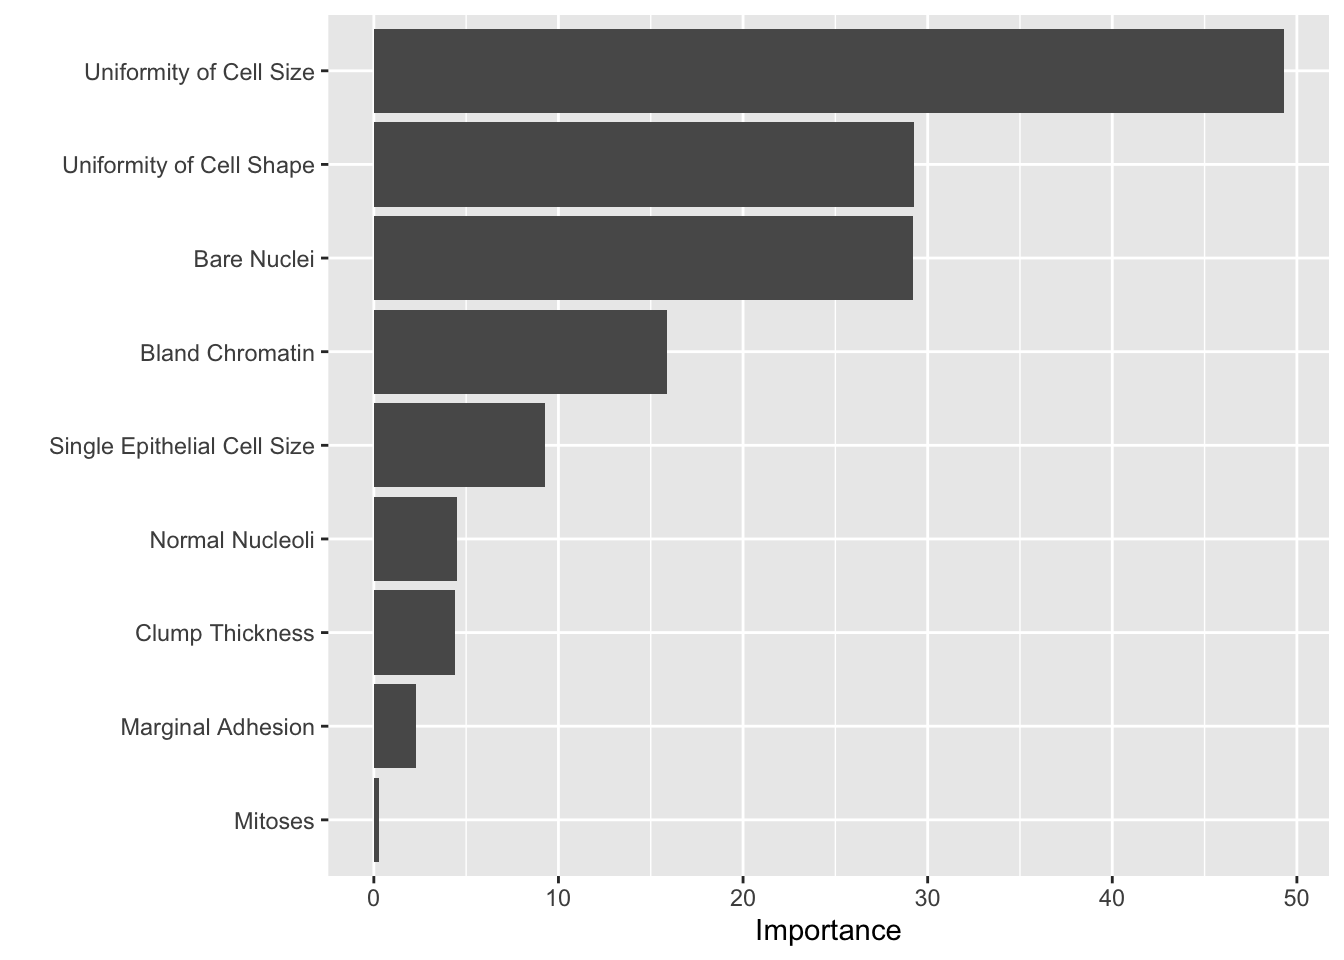 Uniformity of Cell Size
Uniformity of Cell Shape
Bare Nuclei
Bland Chromatin
Single Epithelial Cell Size
Normal Nucleoli
Clump Thickness
Marginal Adhesion
Mitoses
0 10 20 30 40 50
Importance